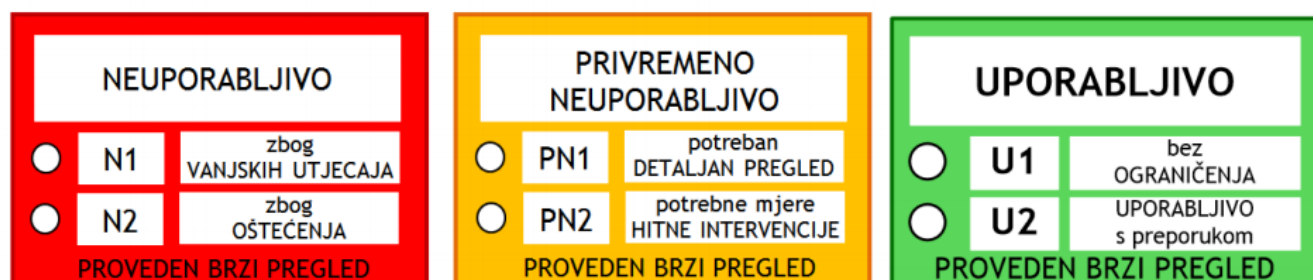 NEUPORABLJIVO
N1
zbog
VANJSKIH UTJECAJA
N2
zbog
OŠTEĆENJA
PROVEDEN BRZI PREGLED
PRIVREMENO
NEUPORABLJIVO
PN1
potreban
DETALJAN PREGLED
PN2
potrebne mjere
HITNE INTERVENCIJE
PROVEDEN BRZI PREGLED
UPORABLJIVO
U1
bez
OGRANIČENJA
U2
UPORABLJIVO
s preporukom
PROVEDEN BRZI PREGLED